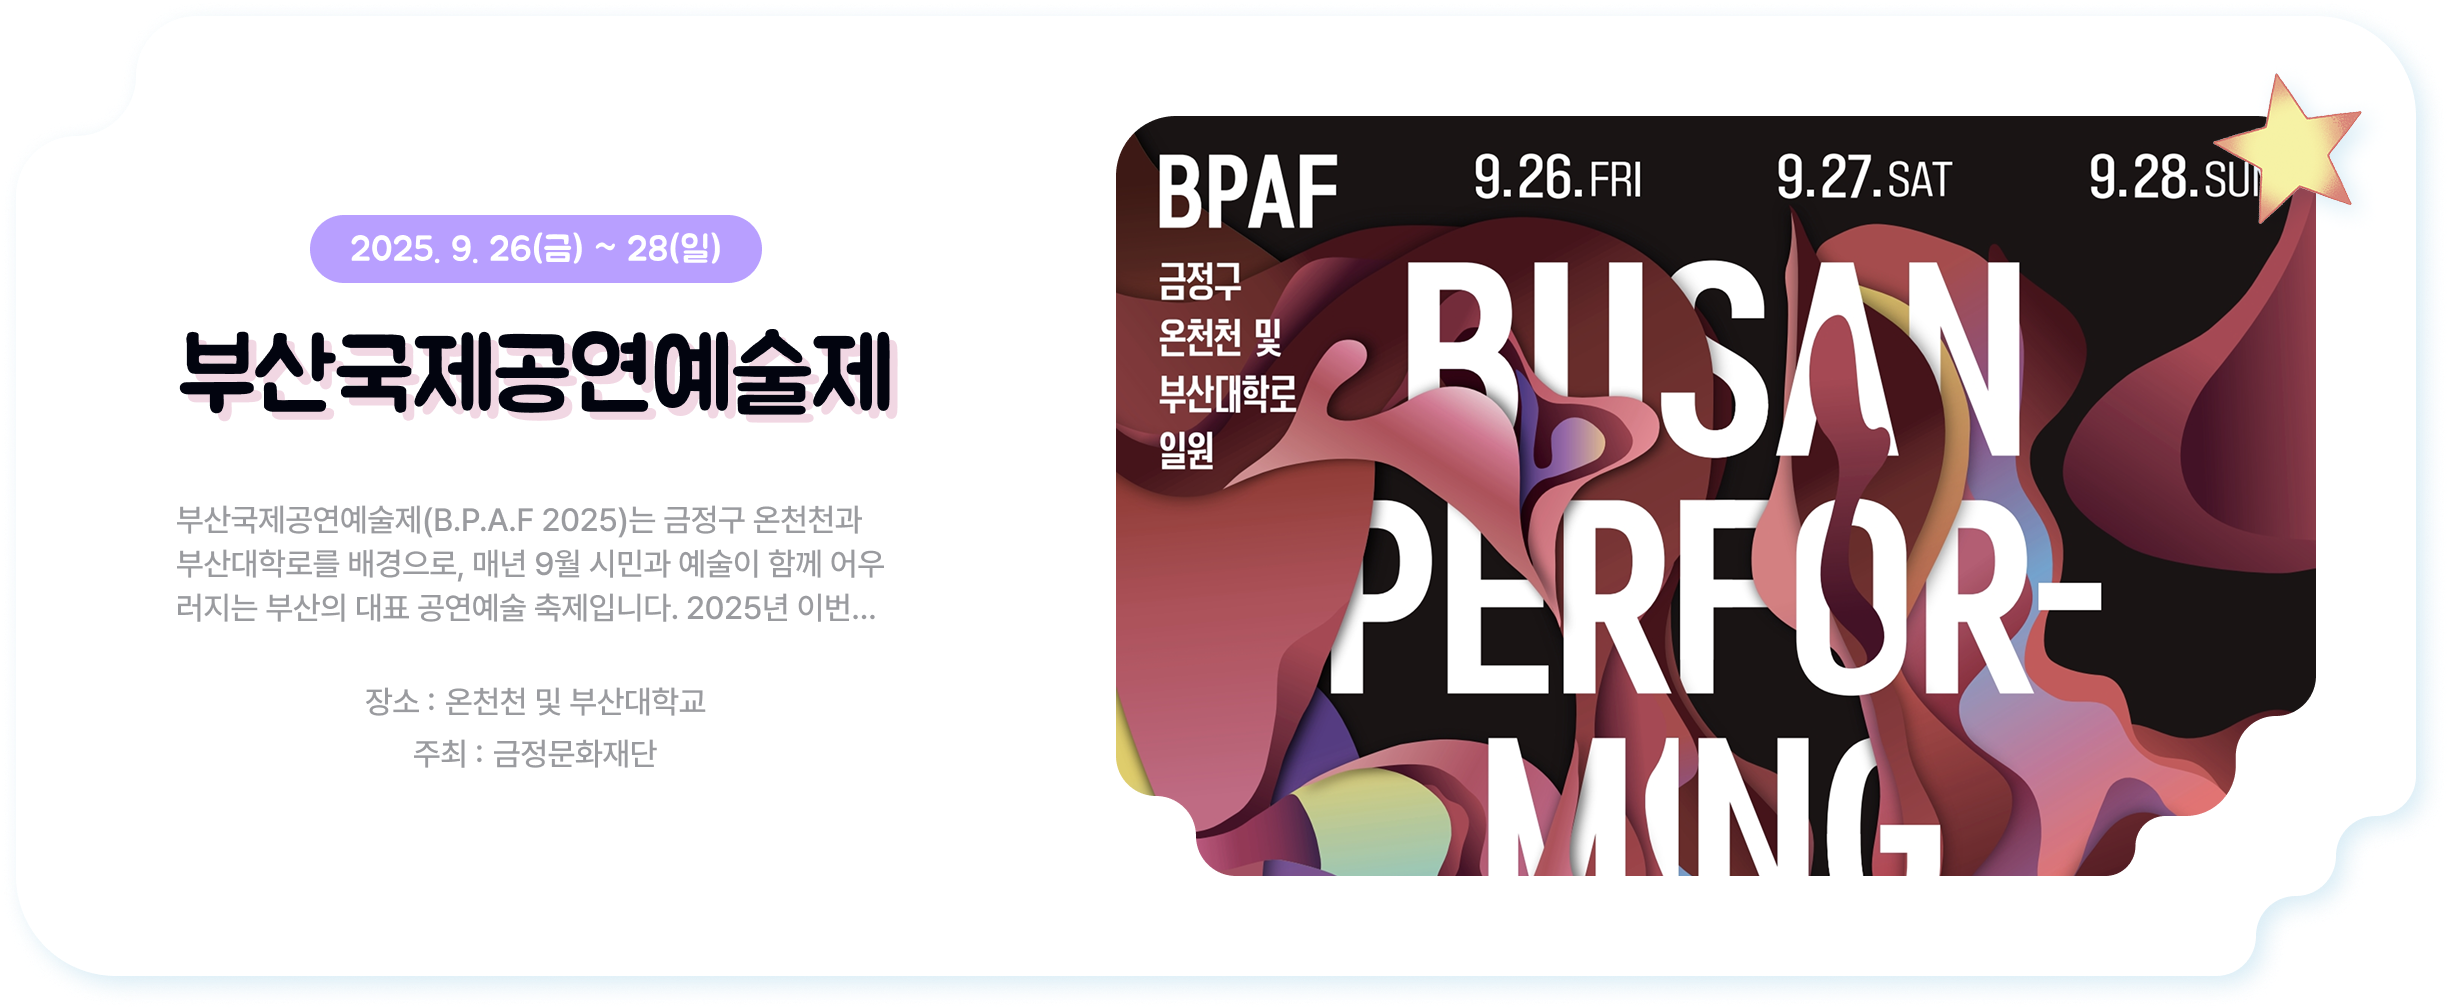 2025. 9. 26(금) ~ 28(일)
부산국제공연예술제
부산국제공연예술제(B.P.A.F 2025)는 금정구 온천천과
부산대학로를 배경으로, 매년 9월 시민과 예술이 함께 어우
러지는 부산의 대표 공연예술 축제입니다. 2025년 이번...
장소 : 온천천 및 부산대학교
주최 : 금정문화재단
BPAF
9.26.FRI
9.27.SAT
9.28.SUN
금정구
온천천 및
부산대학로
일원
BUSAN
PERFOR-
MING